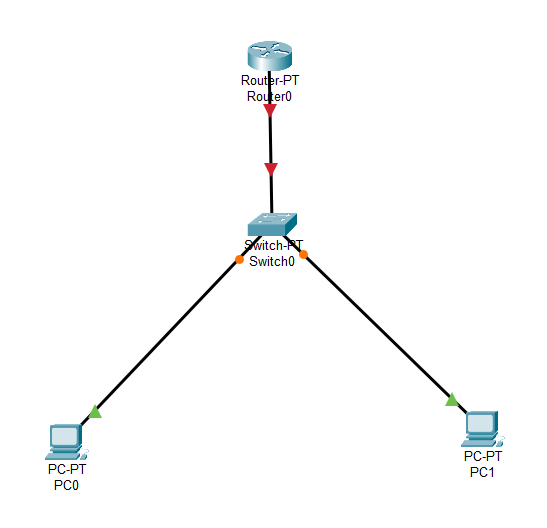 Router-PT
Router0
Switch-PT
Switch0
PC-PT
PC0
PC-PT
PC1